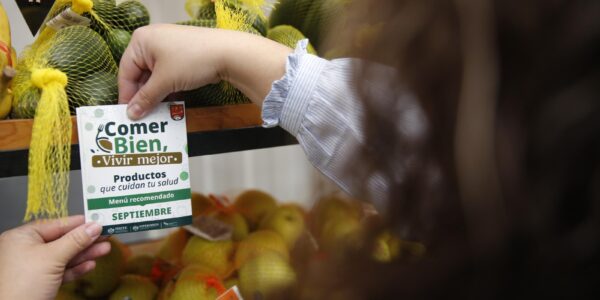 Comer
Bien,
• Vivir mejor •
Productos
que cuidan tu salud
Menú recomendado
SEPTIEMBRE